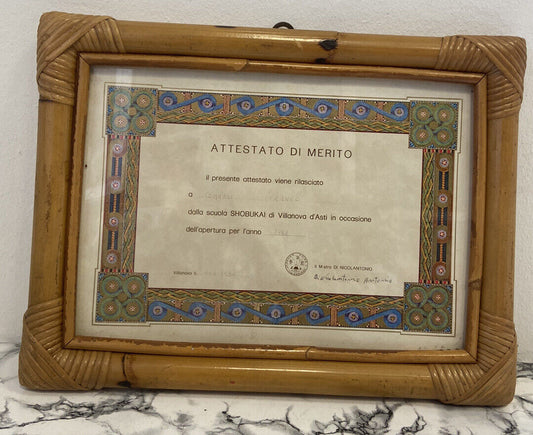 ATTESTATO DI MERITO
il presente attestato viene rilasciato
a
dalla scuola SHOBUKAI di Villanova d'Asti in occasione
dell'apertura per l'anno
Il M.stro DI NICOLANTONIO
Villanova lì